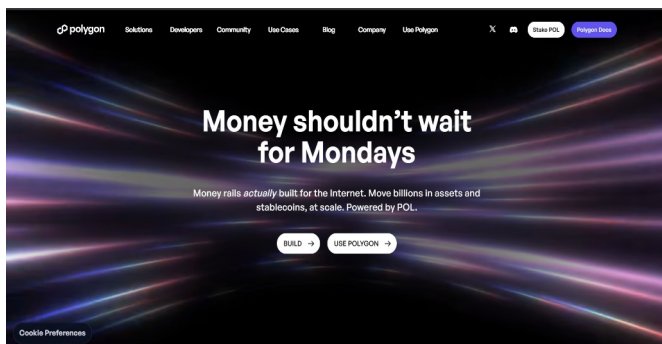 polygon Solutions Developers Community Use Cases Blog Company Use Polygon X Stake POL Polygon Docs
Money shouldn't wait
for Mondays
Money rails actually built for the Internet. Move billions in assets and
stablecoins, at scale. Powered by POL.
BUILD → USE POLYGON →
Cookie Preferences